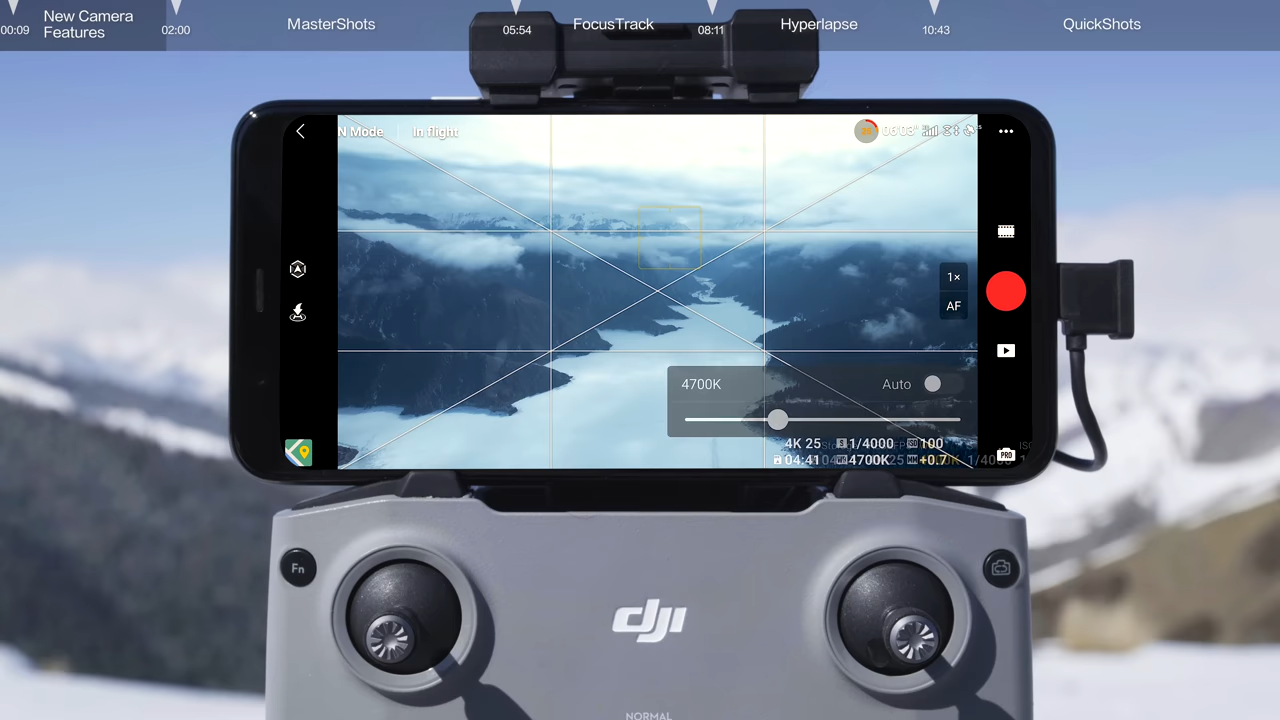 New Camera
Features
MasterShots
FocusTrack
Hyperlapse
QuickShots
00:09
02:00
05:54
08:11
10:43
N Mode
In flight
06'03"
1×
AF
4700K
Auto
4K 25
1/4000
100
04:41
4700K
+0.7
PRO
Fn
dji
NORMAL